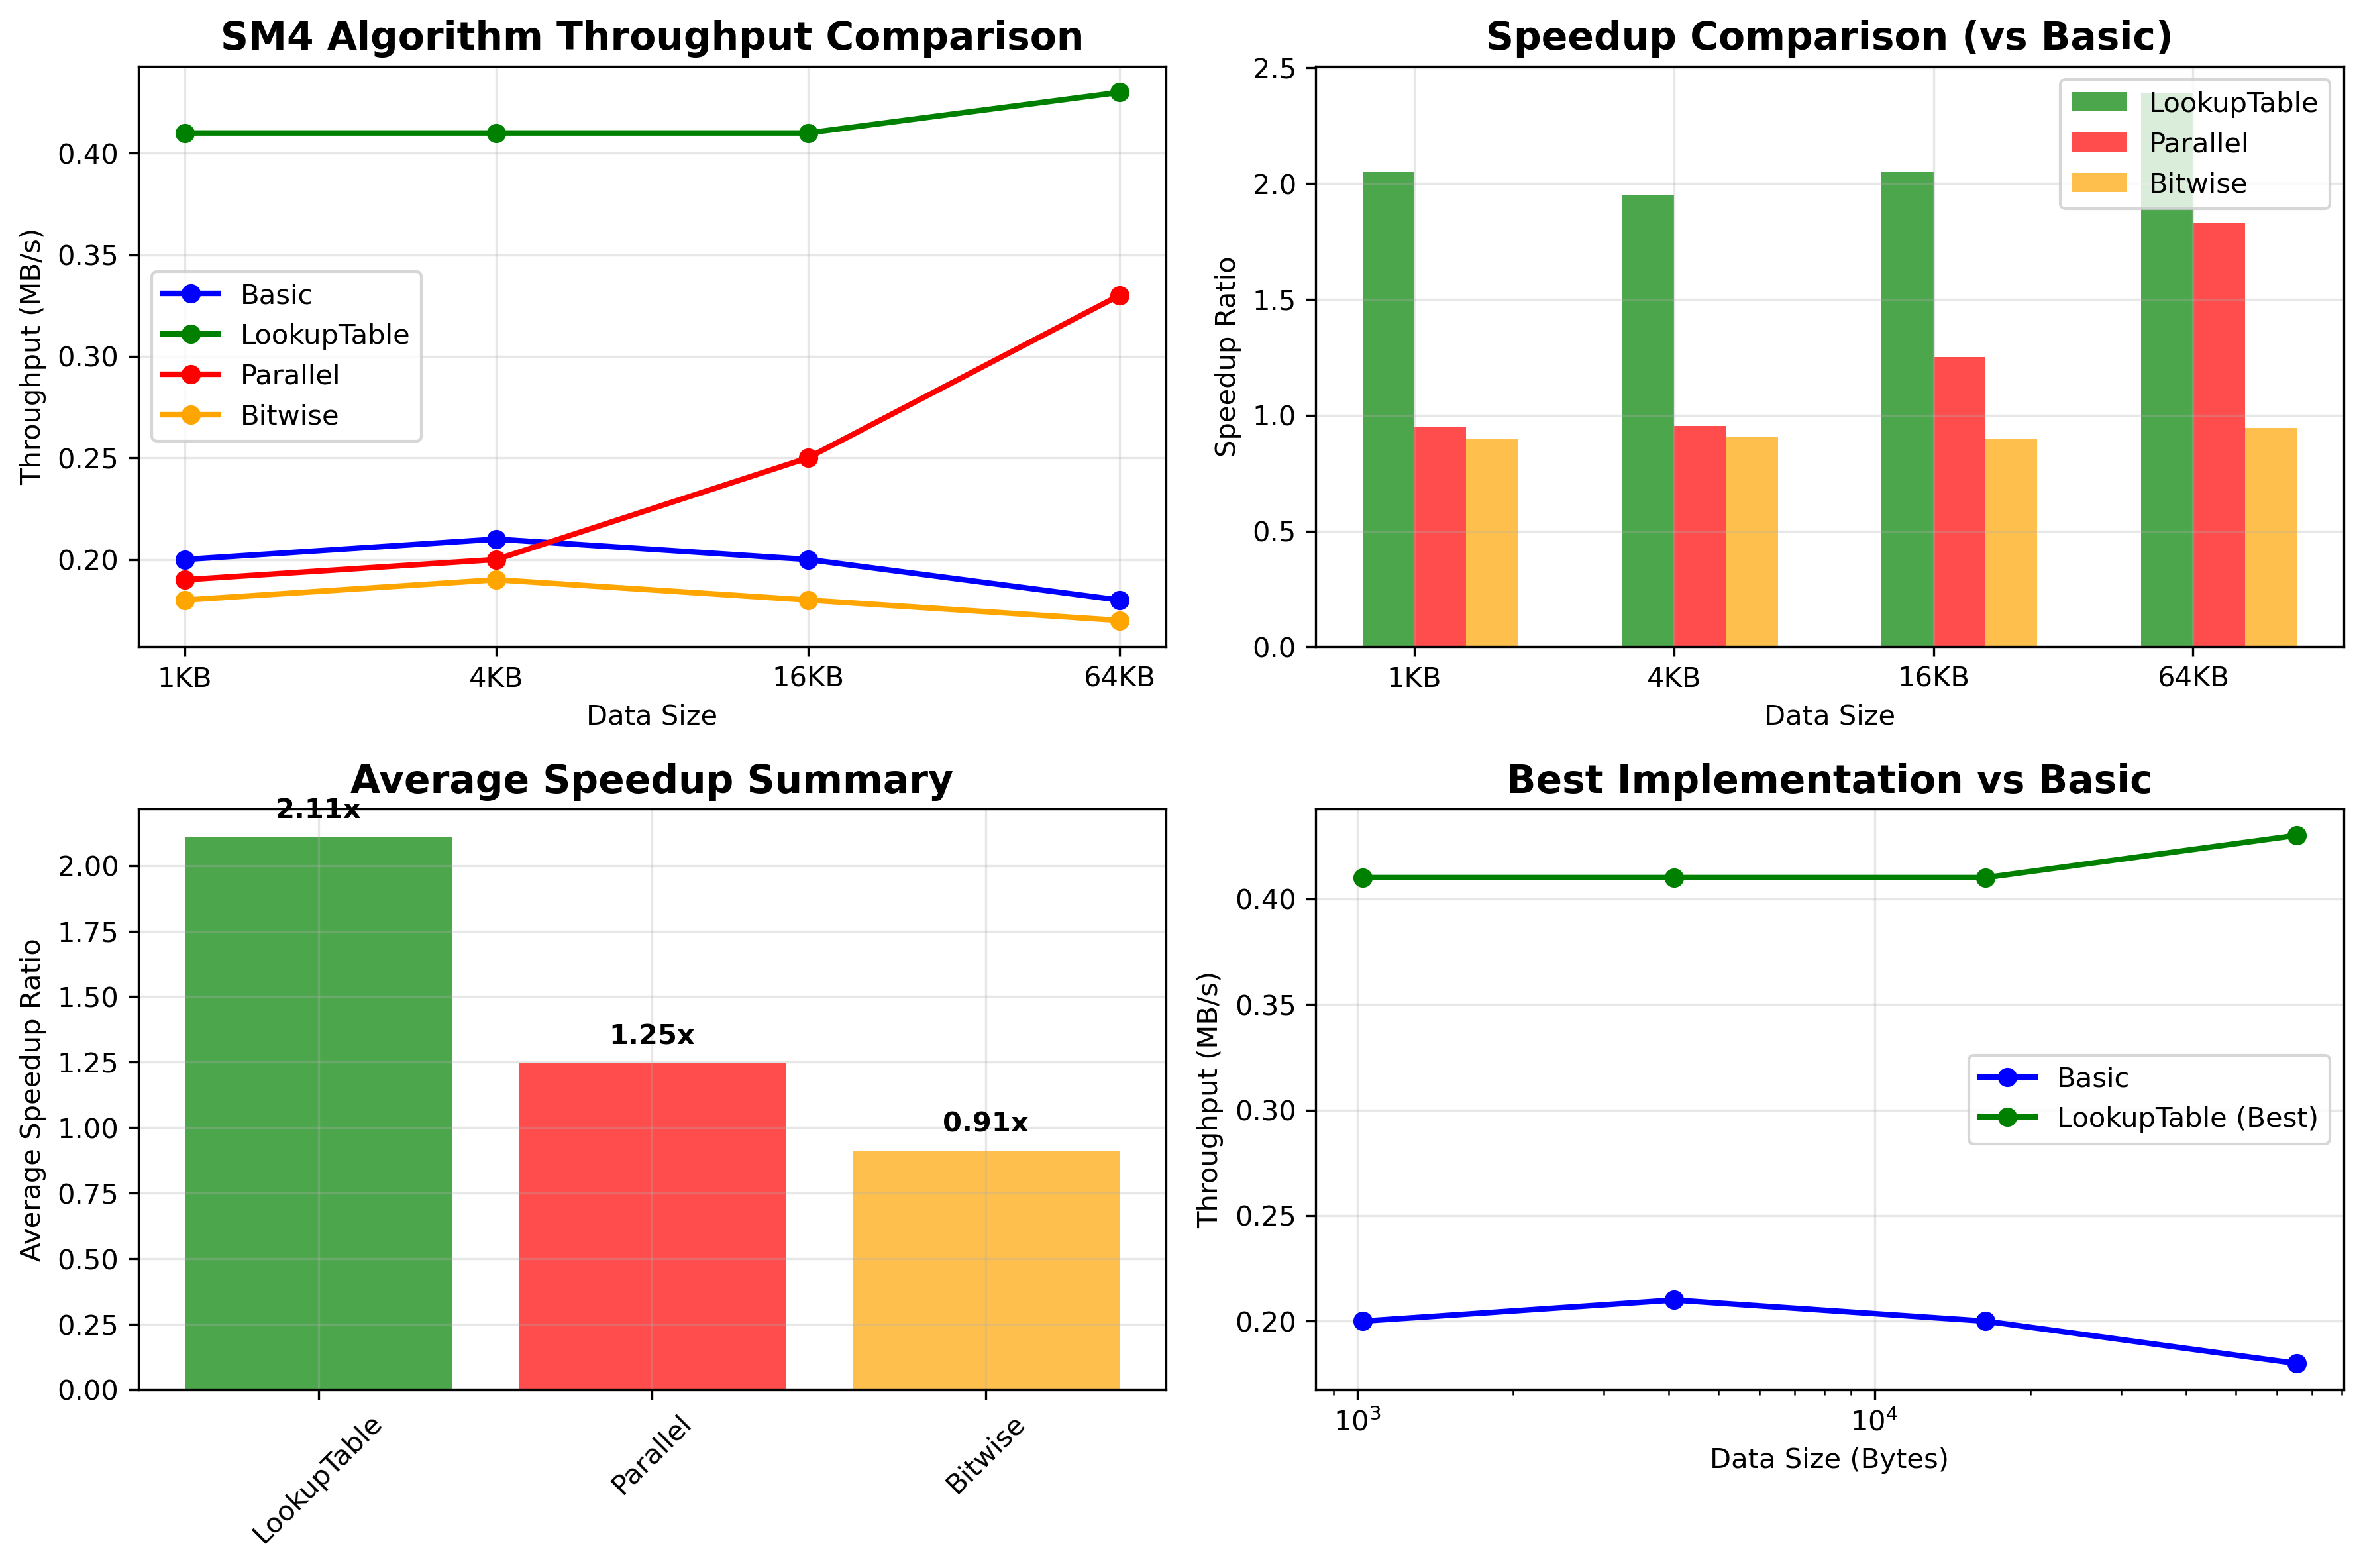 SM4 Algorithm Throughput Comparison
Throughput (MB/s)
0.40
0.35
0.30
0.25
0.20
Basic
LookupTable
Parallel
Bitwise
1KB 4KB 16KB 64KB
Data Size
Speedup Comparison (vs Basic)
Speedup Ratio
2.5
2.0
1.5
1.0
0.5
0.0
LookupTable
Parallel
Bitwise
1KB 4KB 16KB 64KB
Data Size
Average Speedup Summary
Average Speedup Ratio
2.00
1.75
1.50
1.25
1.00
0.75
0.50
0.25
0.00
2.11x
1.25x
0.91x
LookupTable
Parallel
Bitwise
Best Implementation vs Basic
Throughput (MB/s)
0.40
0.35
0.30
0.25
0.20
Basic
LookupTable (Best)
10³ 10⁴
Data Size (Bytes)